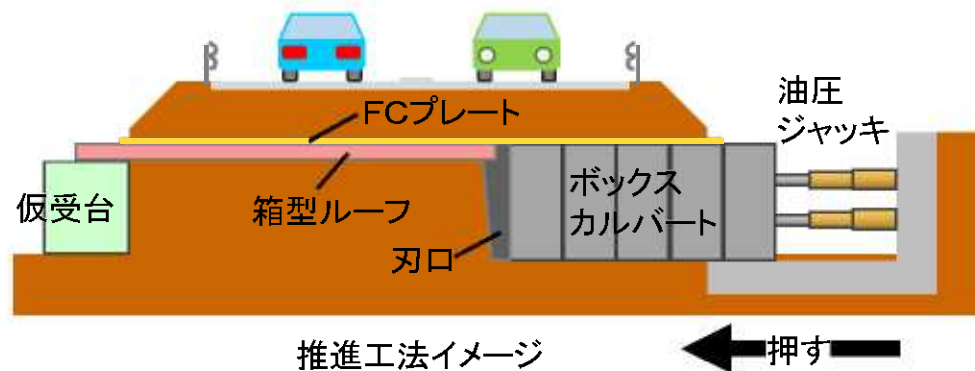 FCプレート
油圧
ジャッキ
仮受台
箱型ルーフ
ボックス
カルバート
刃口
推進工法イメージ
押す